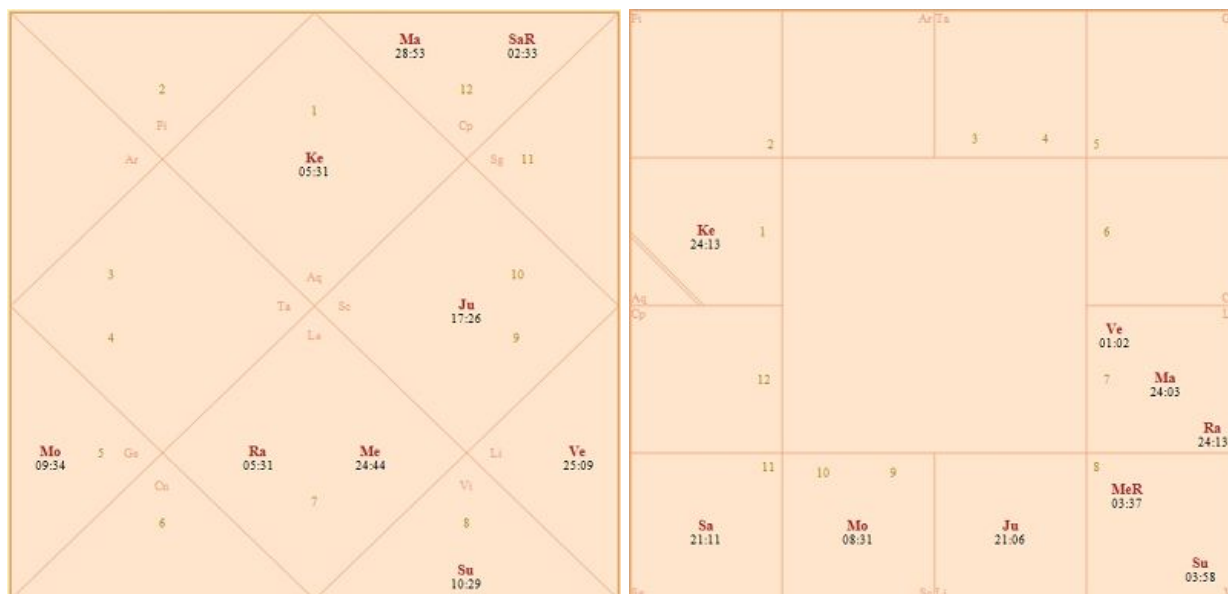 Ma
28:53
SaR
02:33
2
12
1
Pi
Cp
Ar
Ke
05:31
Sg
11
3
Aq
10
Ta
Sc
Ju
17:26
4
Le
9
Mo
09:34
5
Ge
Ra
05:31
Me
24:44
Li
Ve
25:09
Cn
Vi
7
6
8
Su
10:29
Pi
Ar
Ta
2
3
4
5
Ke
24:13
1
6
Aq
Cp
Ve
01:02
12
7
Ma
24:03
Ra
24:13
11
10
9
8
MeR
03:37
Sa
21:11
Mo
08:31
Ju
21:06
Su
03:58